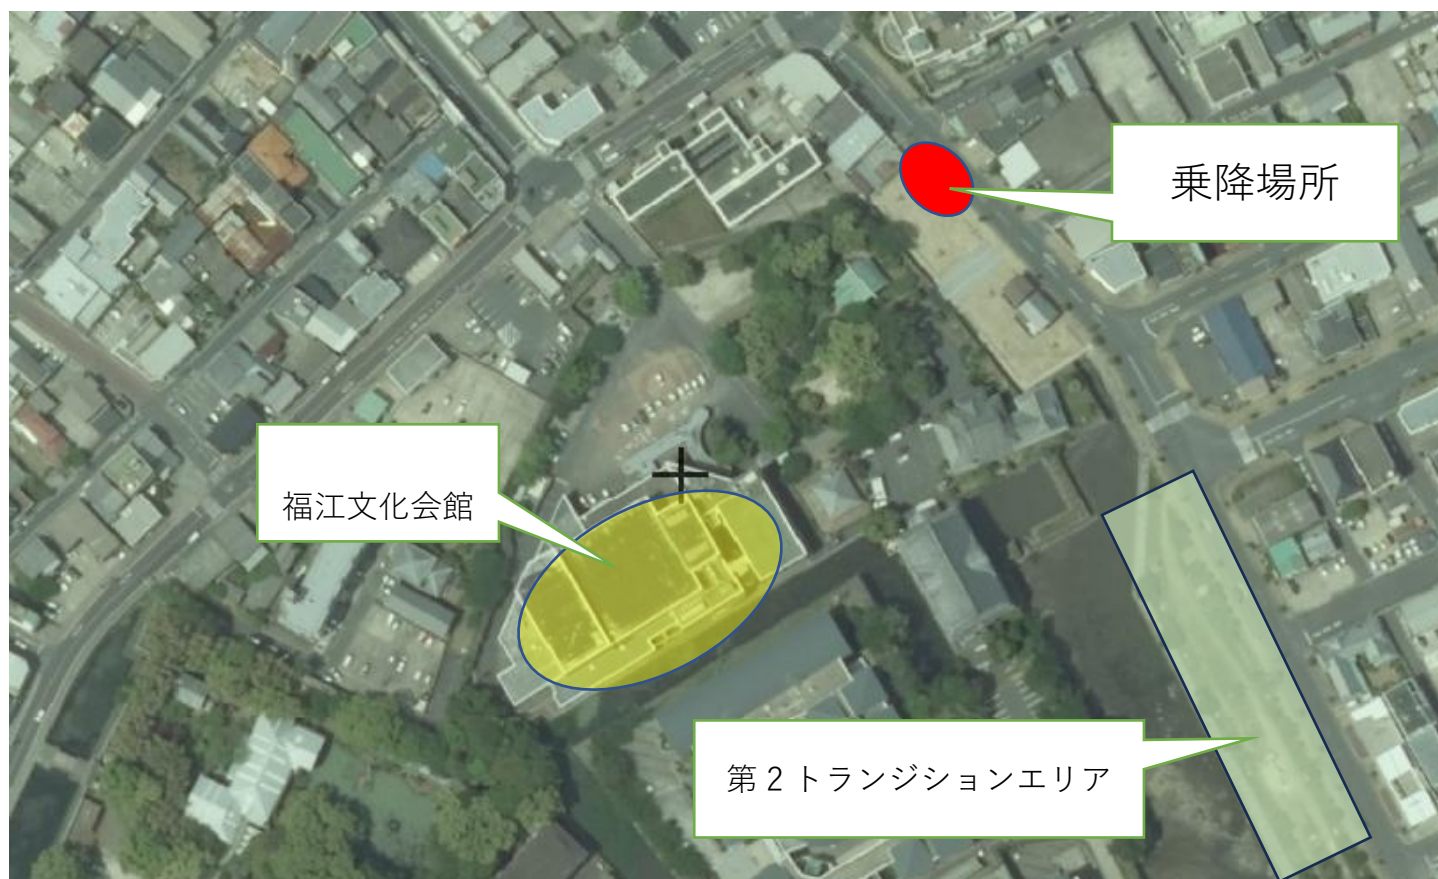 乗降場所
福江文化会館
第2トランジションエリア